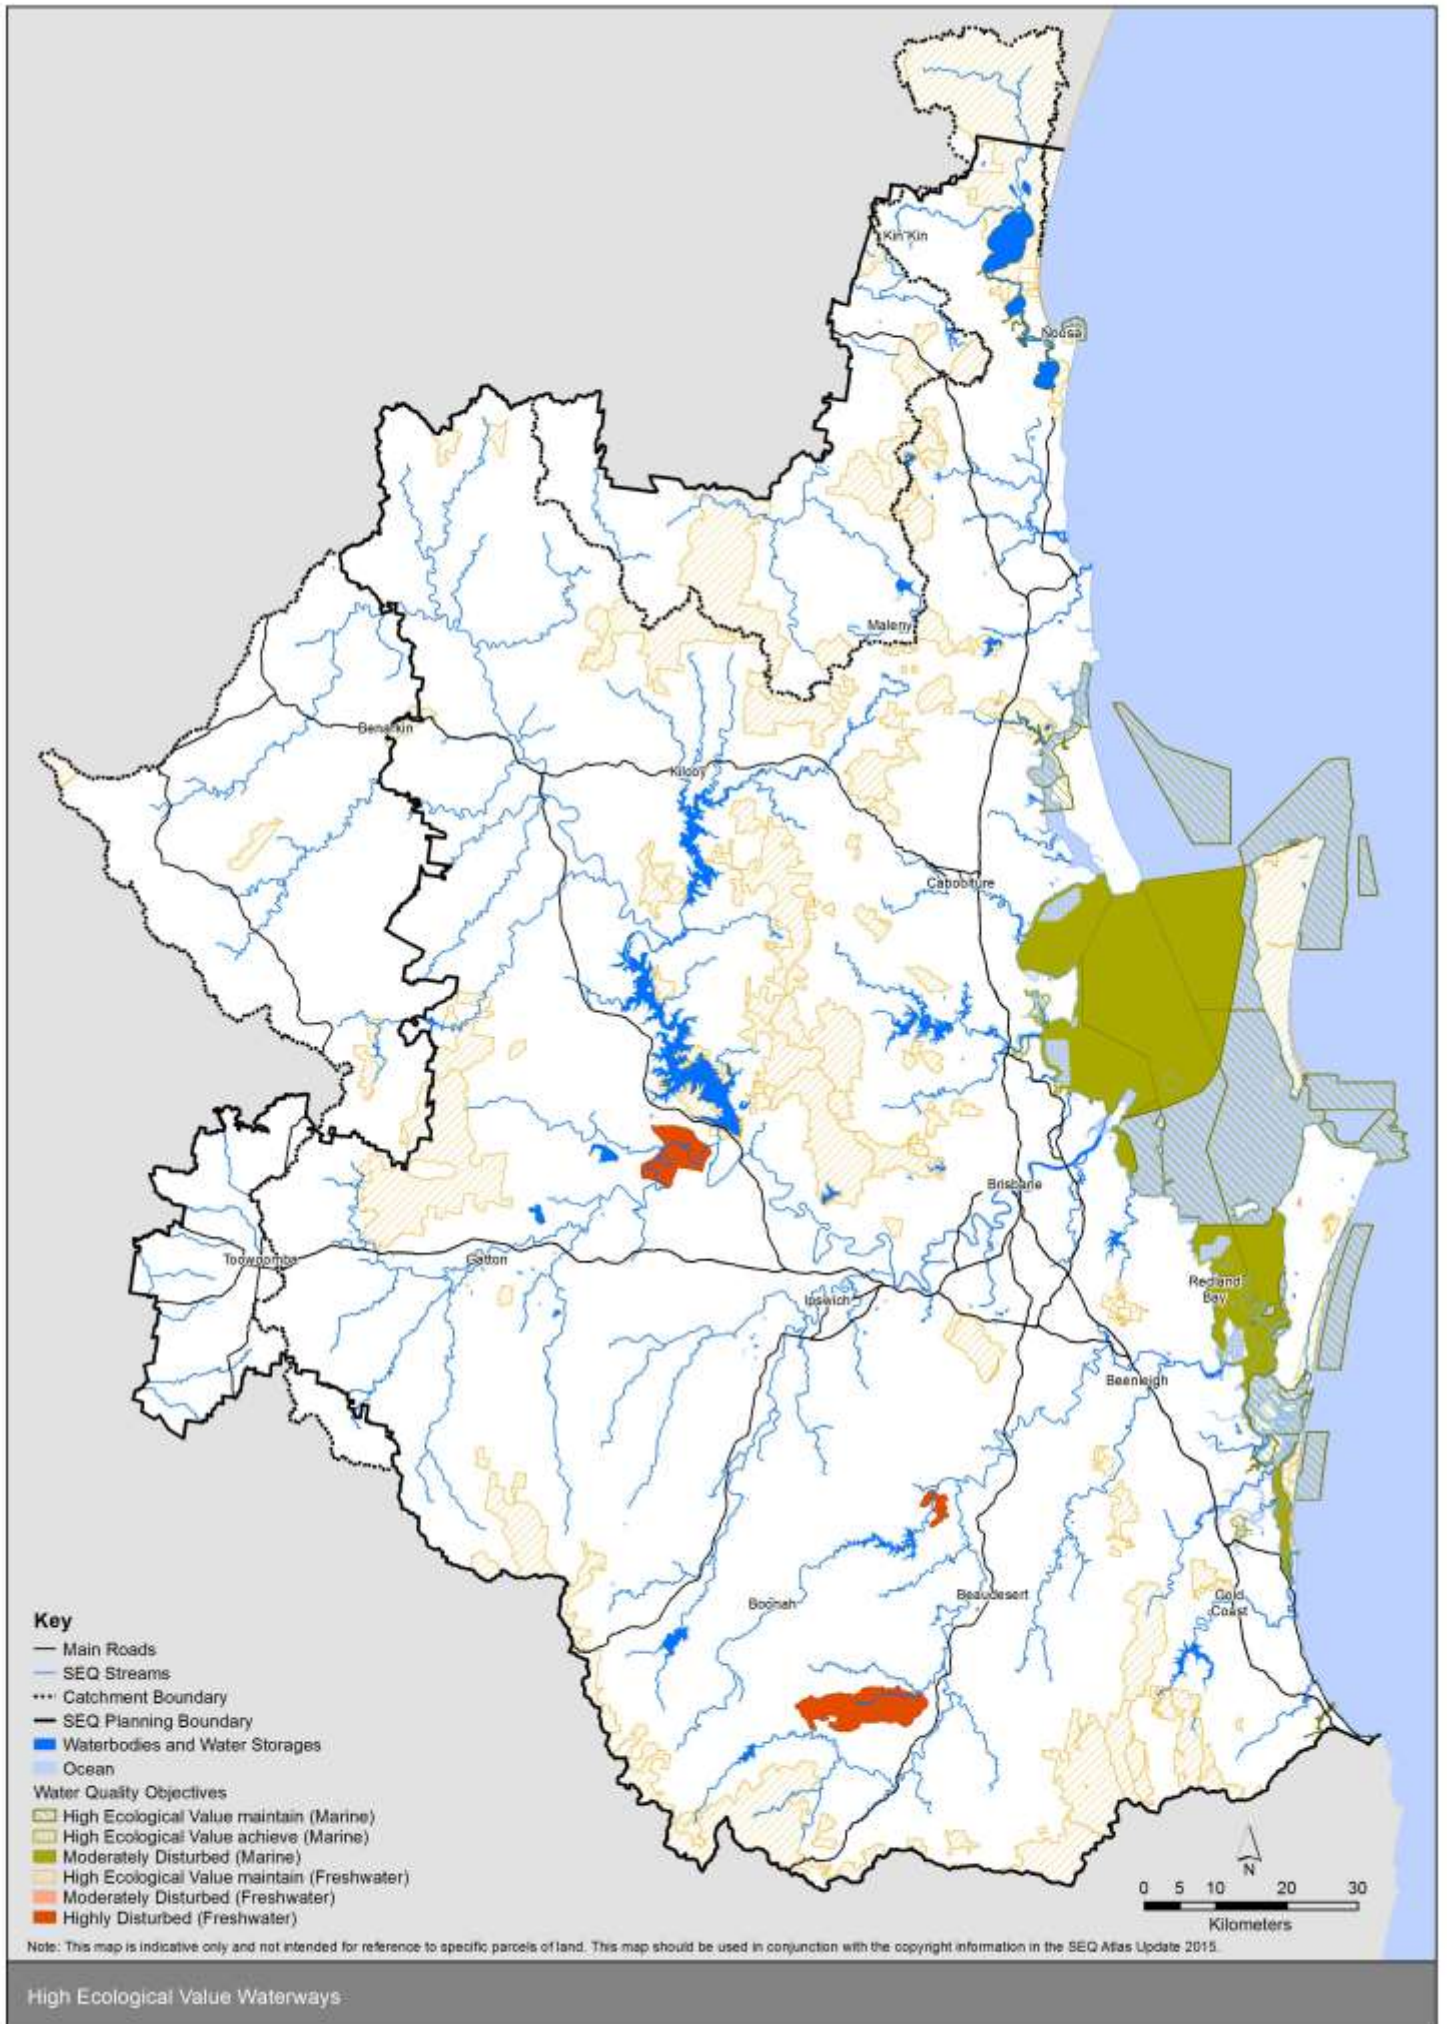 Kin Kin
Noosa
Maleny
Benarkin
Kilcoy
Caboolture
Brisbane
Toowoomba
Gatton
Redland
Bay
Ipswich
Beenleigh
Boonah
Beaudesert
Gold
Coast
Key
Main Roads
SEQ Streams
Catchment Boundary
SEQ Planning Boundary
Waterbodies and Water Storages
Ocean
Water Quality Objectives
High Ecological Value maintain (Marine)
High Ecological Value achieve (Marine)
Moderately Disturbed (Marine)
High Ecological Value maintain (Freshwater)
Moderately Disturbed (Freshwater)
Highly Disturbed (Freshwater)
N
0 5 10 20 30
Kilometers
Note: This map is indicative only and not intended for reference to specific parcels of land. This map should be used in conjunction with the copyright information in the SEQ Atlas Update 2015.
High Ecological Value Waterways